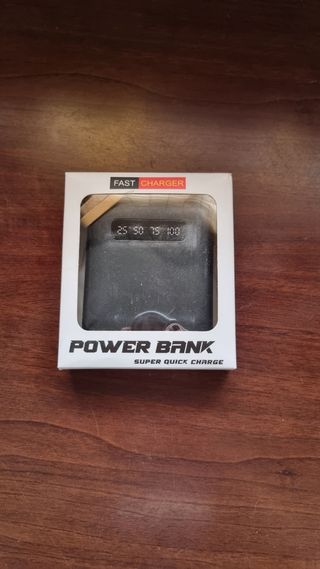 FAST CHARGER
25 50 75 100
POWER BANK
SUPER QUICK CHARGE